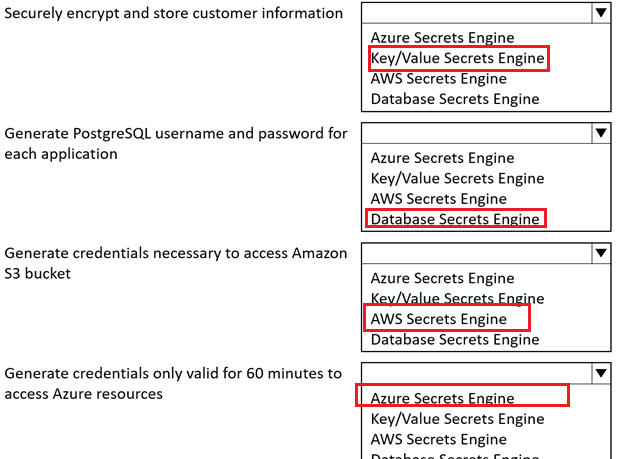 Securely encrypt and store customer information
Azure Secrets Engine
Key/Value Secrets Engine
AWS Secrets Engine
Database Secrets Engine
Generate PostgreSQL username and password for
each application
Azure Secrets Engine
Key/Value Secrets Engine
AWS Secrets Engine
Database Secrets Engine
Generate credentials necessary to access Amazon
S3 bucket
Azure Secrets Engine
Key/Value Secrets Engine
AWS Secrets Engine
Database Secrets Engine
Generate credentials only valid for 60 minutes to
access Azure resources
Azure Secrets Engine
Key/Value Secrets Engine
AWS Secrets Engine
Database Secrets Engine